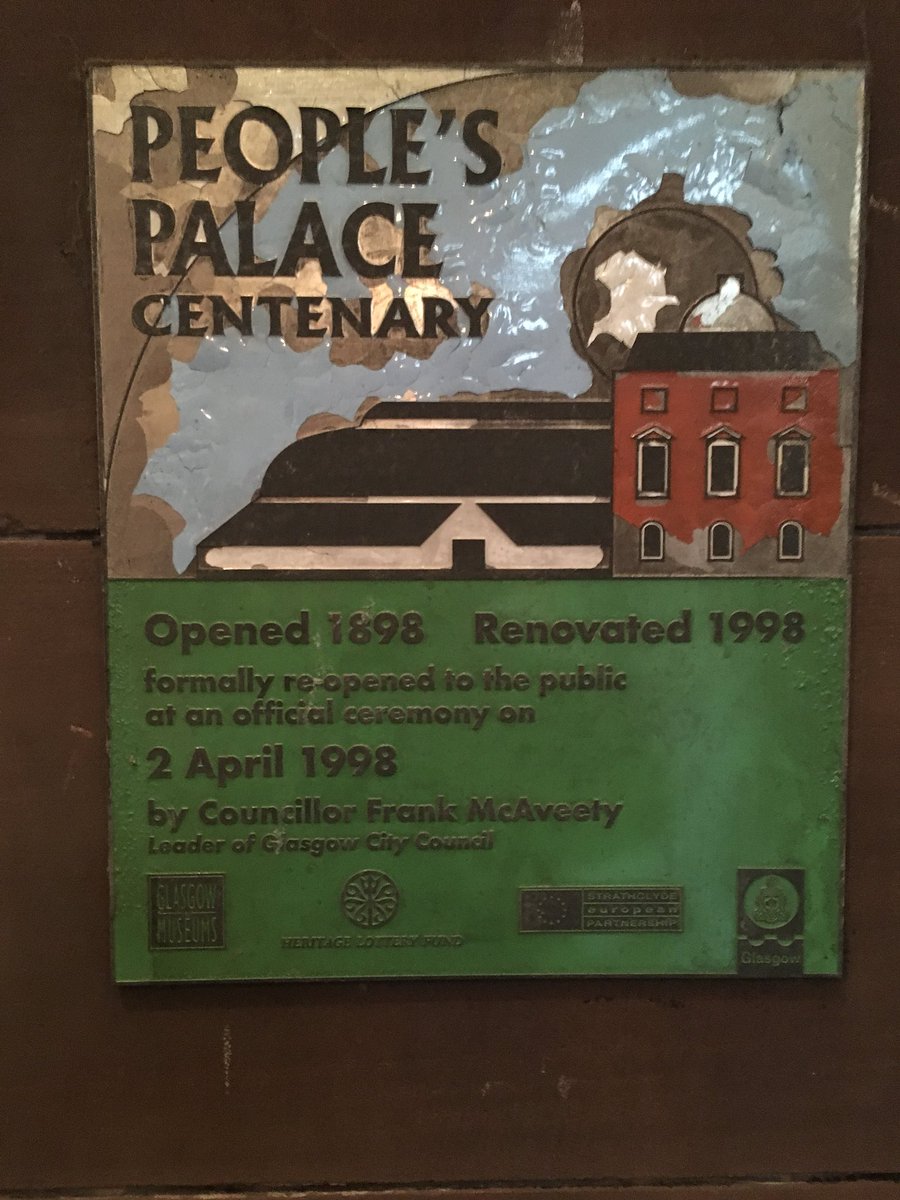 PEOPLE'S
PALACE
CENTENARY
Opened 1898 Renovated 1998
formally re-opened to the public
at an official ceremony on
2 April 1998
by Councillor Frank McAveety
Leader of Glasgow City Council
GLASGOW
MUSEUMS
HERITAGE LOTTERY FUND
STRATHCLYDE
european
PARTNERSHIP
Glasgow